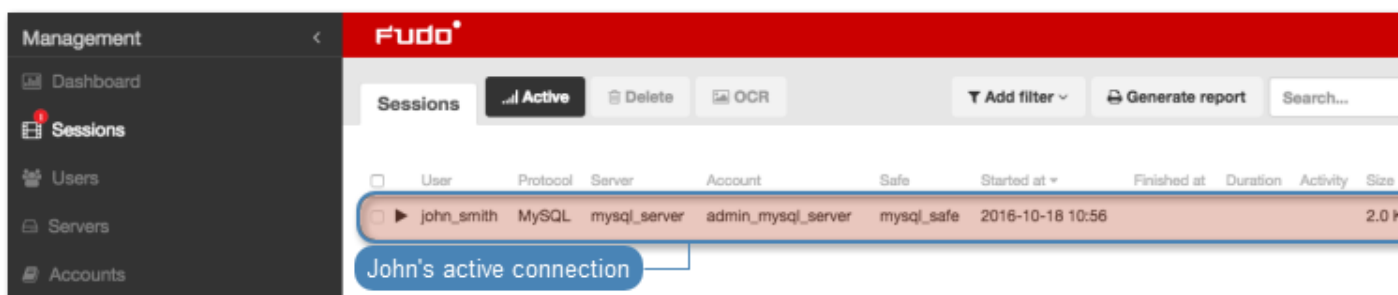 Management
FUDO
Dashboard
Sessions
Active
Delete
OCR
Add filter
Generate report
Search...
Sessions
Users
User Protocol Server Account Safe Started at Finished at Duration Activity Size
john_smith MySQL mysql_server admin_mysql_server mysql_safe 2016-10-18 10:56 2.0
Servers
John's active connection
Accounts